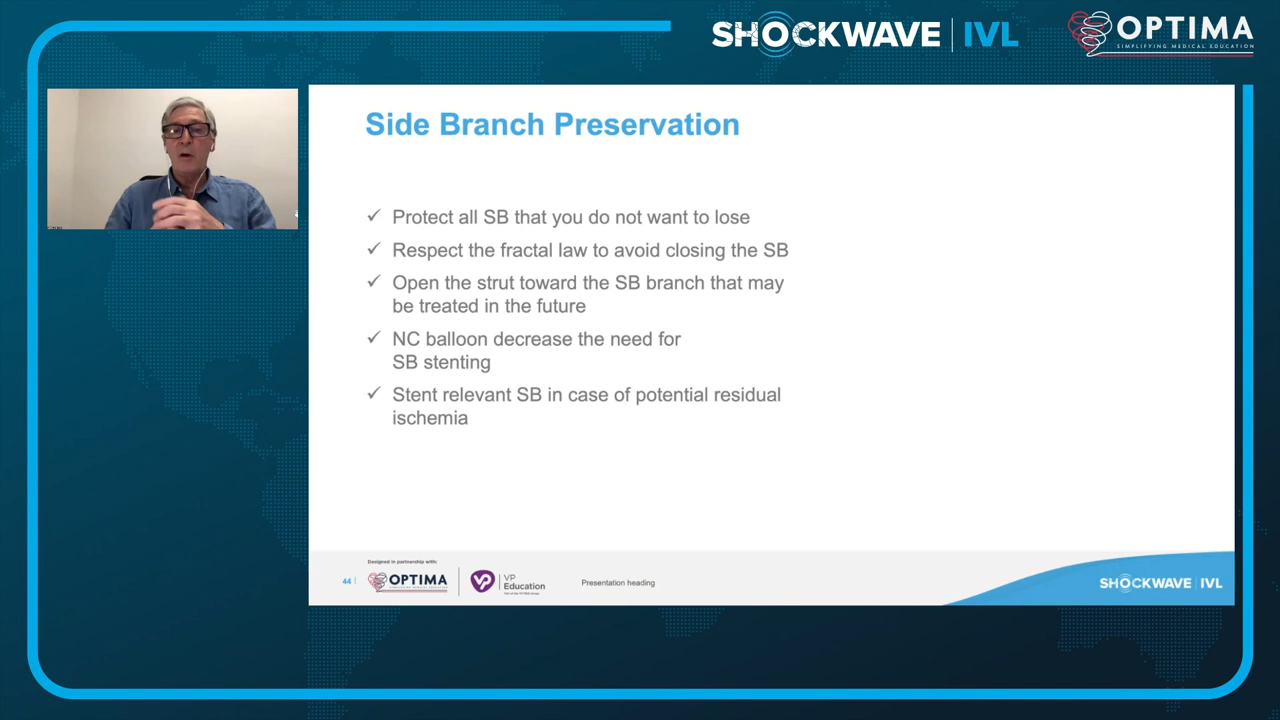 SHOCKWAVE | IVL
OPTIMA
SIMPLIFYING MEDICAL EDUCATION
Side Branch Preservation
✓ Protect all SB that you do not want to lose
✓ Respect the fractal law to avoid closing the SB
✓ Open the strut toward the SB branch that may
be treated in the future
✓ NC balloon decrease the need for
SB stenting
✓ Stent relevant SB in case of potential residual
ischemia
Designed in partnership with:
44 |
OPTIMA
VP
VP
Education
Presentation heading
SHOCKWAVE | IVL